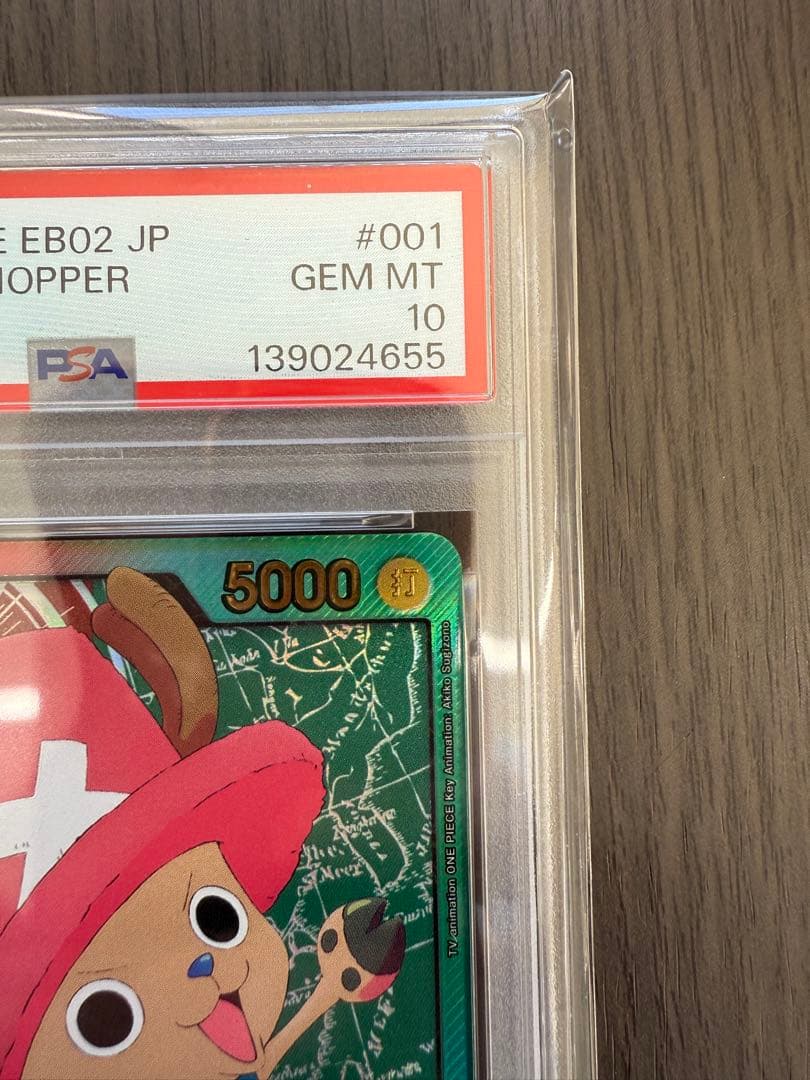 E EB02 JP #001
HOPPER GEM MT
10
PSA 139024655
5000 打
TV animation ONE PIECE Key Animation: Akiko Sugizono